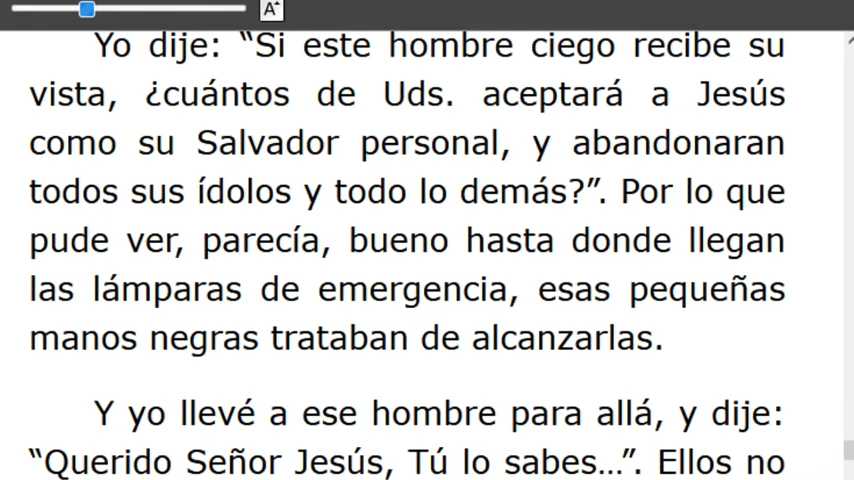 A
Yo dije: “Si este hombre ciego recibe su
vista, ¿cuántos de Uds. aceptará a Jesús
como su Salvador personal, y abandonaran
todos sus ídolos y todo lo demás?”. Por lo que
pude ver, parecía, bueno hasta donde llegan
las lámparas de emergencia, esas pequeñas
manos negras trataban de alcanzarlas.
Y yo llevé a ese hombre para allá, y dije:
“Querido Señor Jesús, Tú lo sabes…”. Ellos no